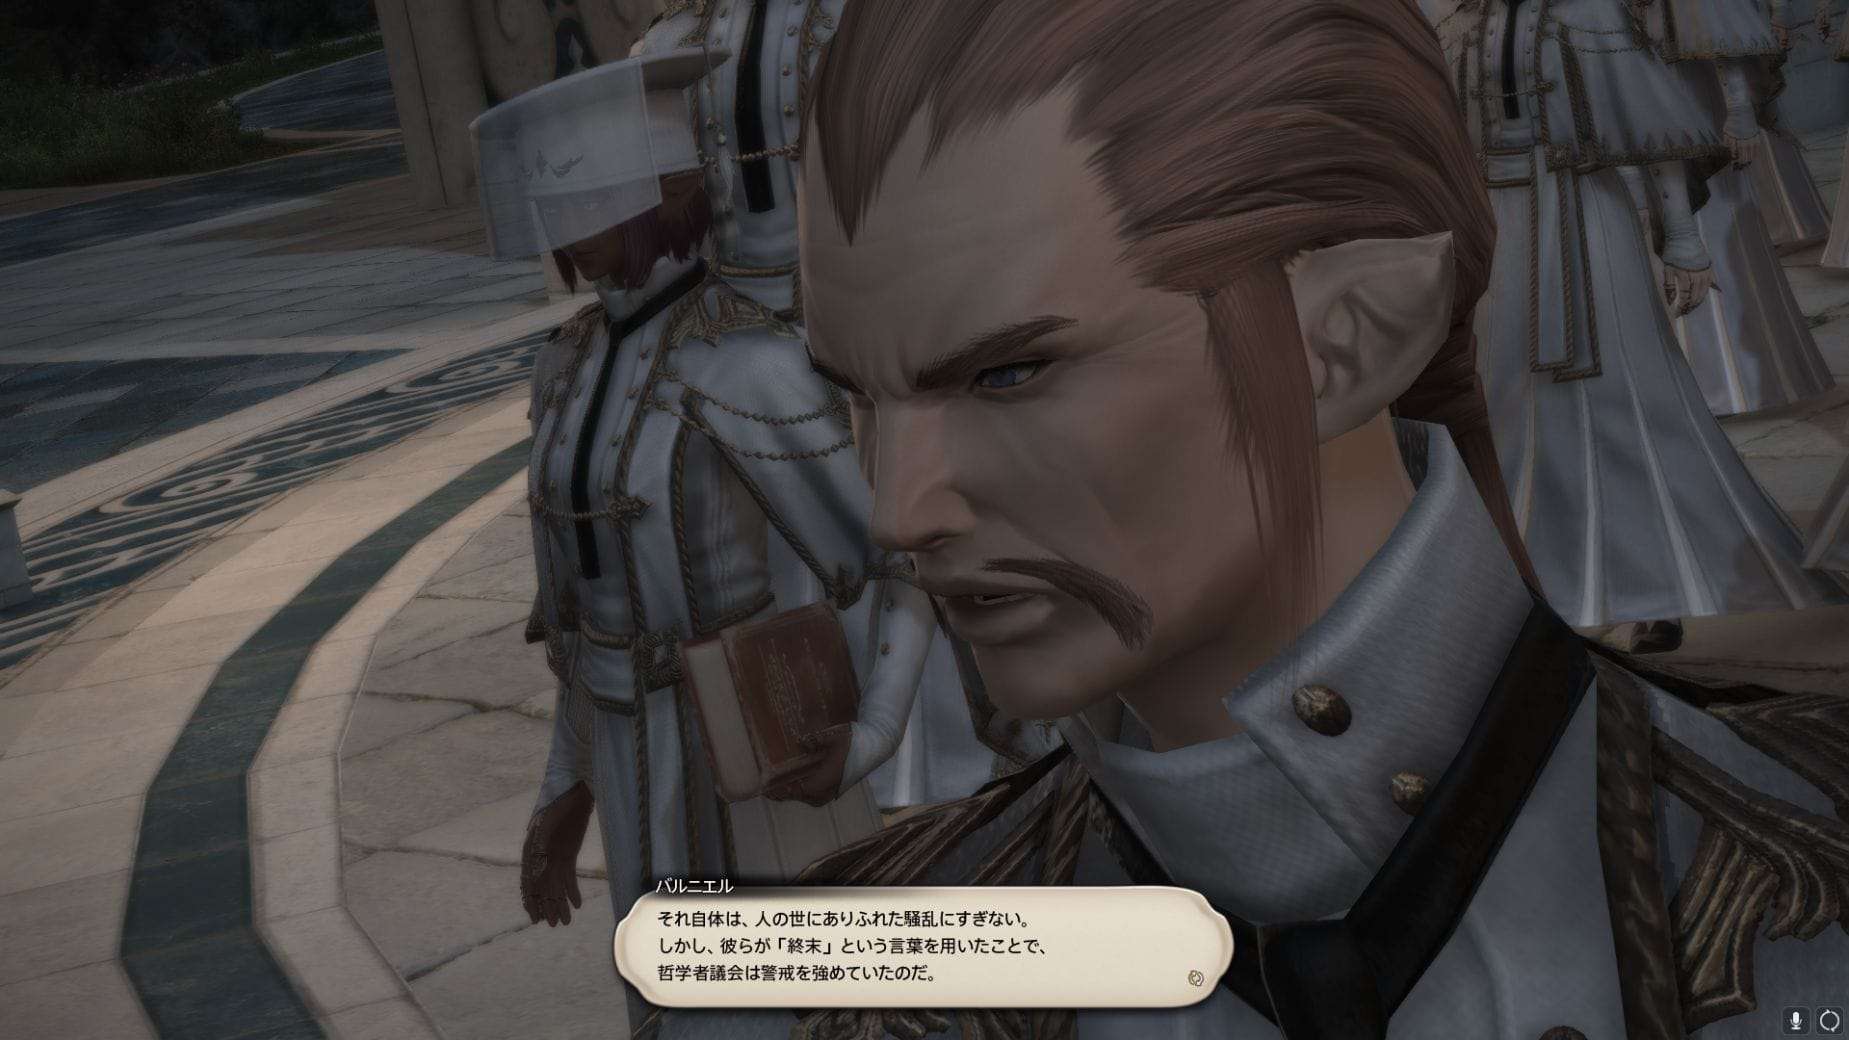 バルニエル
それ自体は、人の世にありふれた騒乱にすぎない。
しかし、彼らが「終末」という言葉を用いたことで、
哲学者議会は警戒を強めていたのだ。